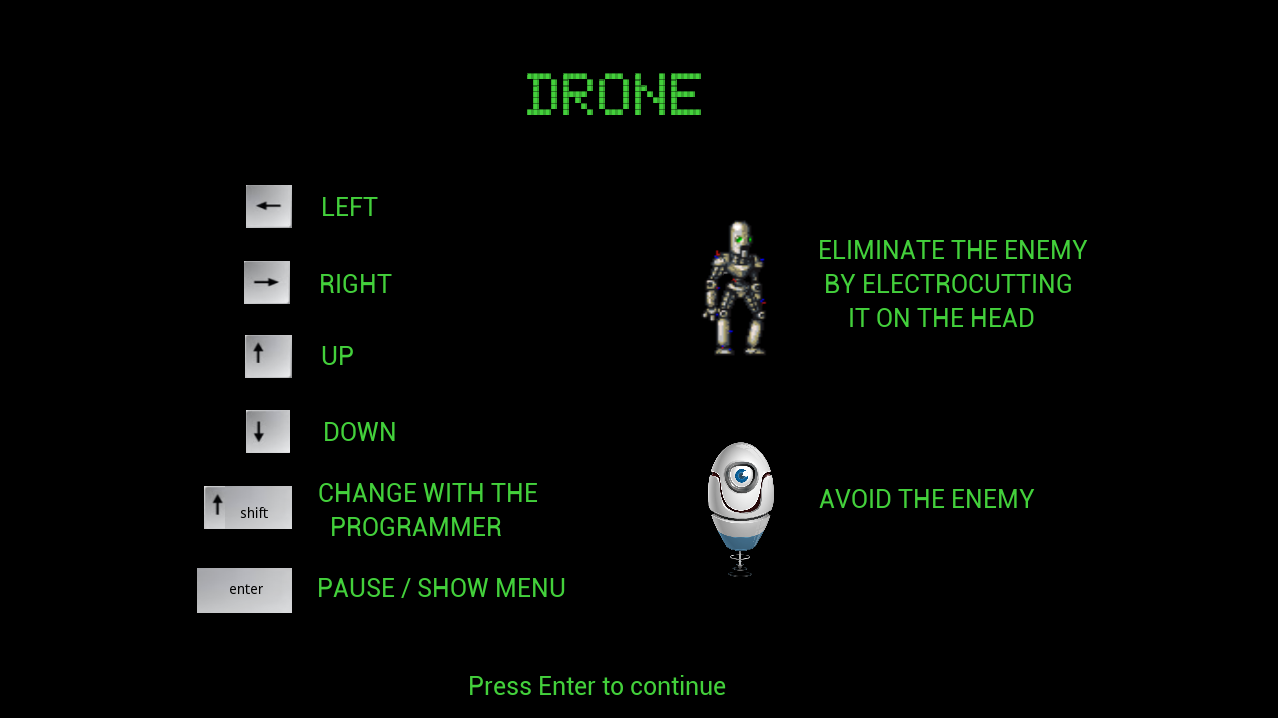 DRONE
LEFT
RIGHT
UP
DOWN
shift
CHANGE WITH THE
PROGRAMMER
enter
PAUSE / SHOW MENU
ELIMINATE THE ENEMY
BY ELECTROCUTTING
IT ON THE HEAD
AVOID THE ENEMY
Press Enter to continue